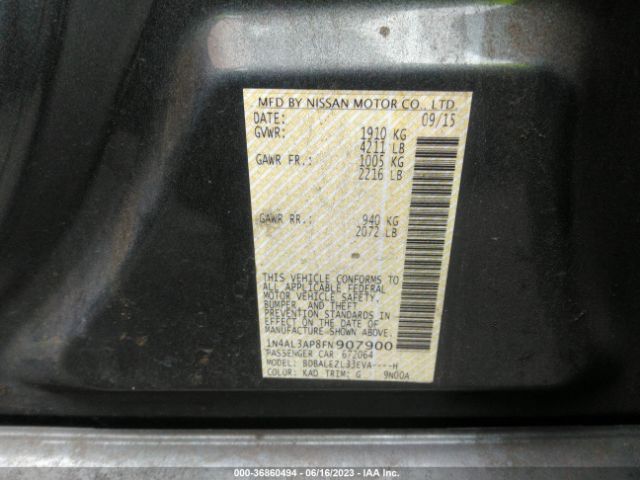 MFD BY NISSAN MOTOR CO., LTD.
DATE: 09/15
GVWR: 1910 KG
4211 LB
GAWR FR.: 1005 KG
2216 LB
GAWR RR.: 940 KG
2072 LB
THIS VEHICLE CONFORMS TO
ALL APPLICABLE FEDERAL
MOTOR VEHICLE SAFETY,
BUMPER, AND THEFT
PREVENTION STANDARDS IN
EFFECT ON THE DATE OF
MANUFACTURE SHOWN ABOVE.
1N4AL3AP8FN907900
PASSENGER CAR 672064
MODEL: BDBALEZL33EVA----H
COLOR: KAD TRIM: G 9N00A
000-36860494 - 06/16/2023 - IAA Inc.